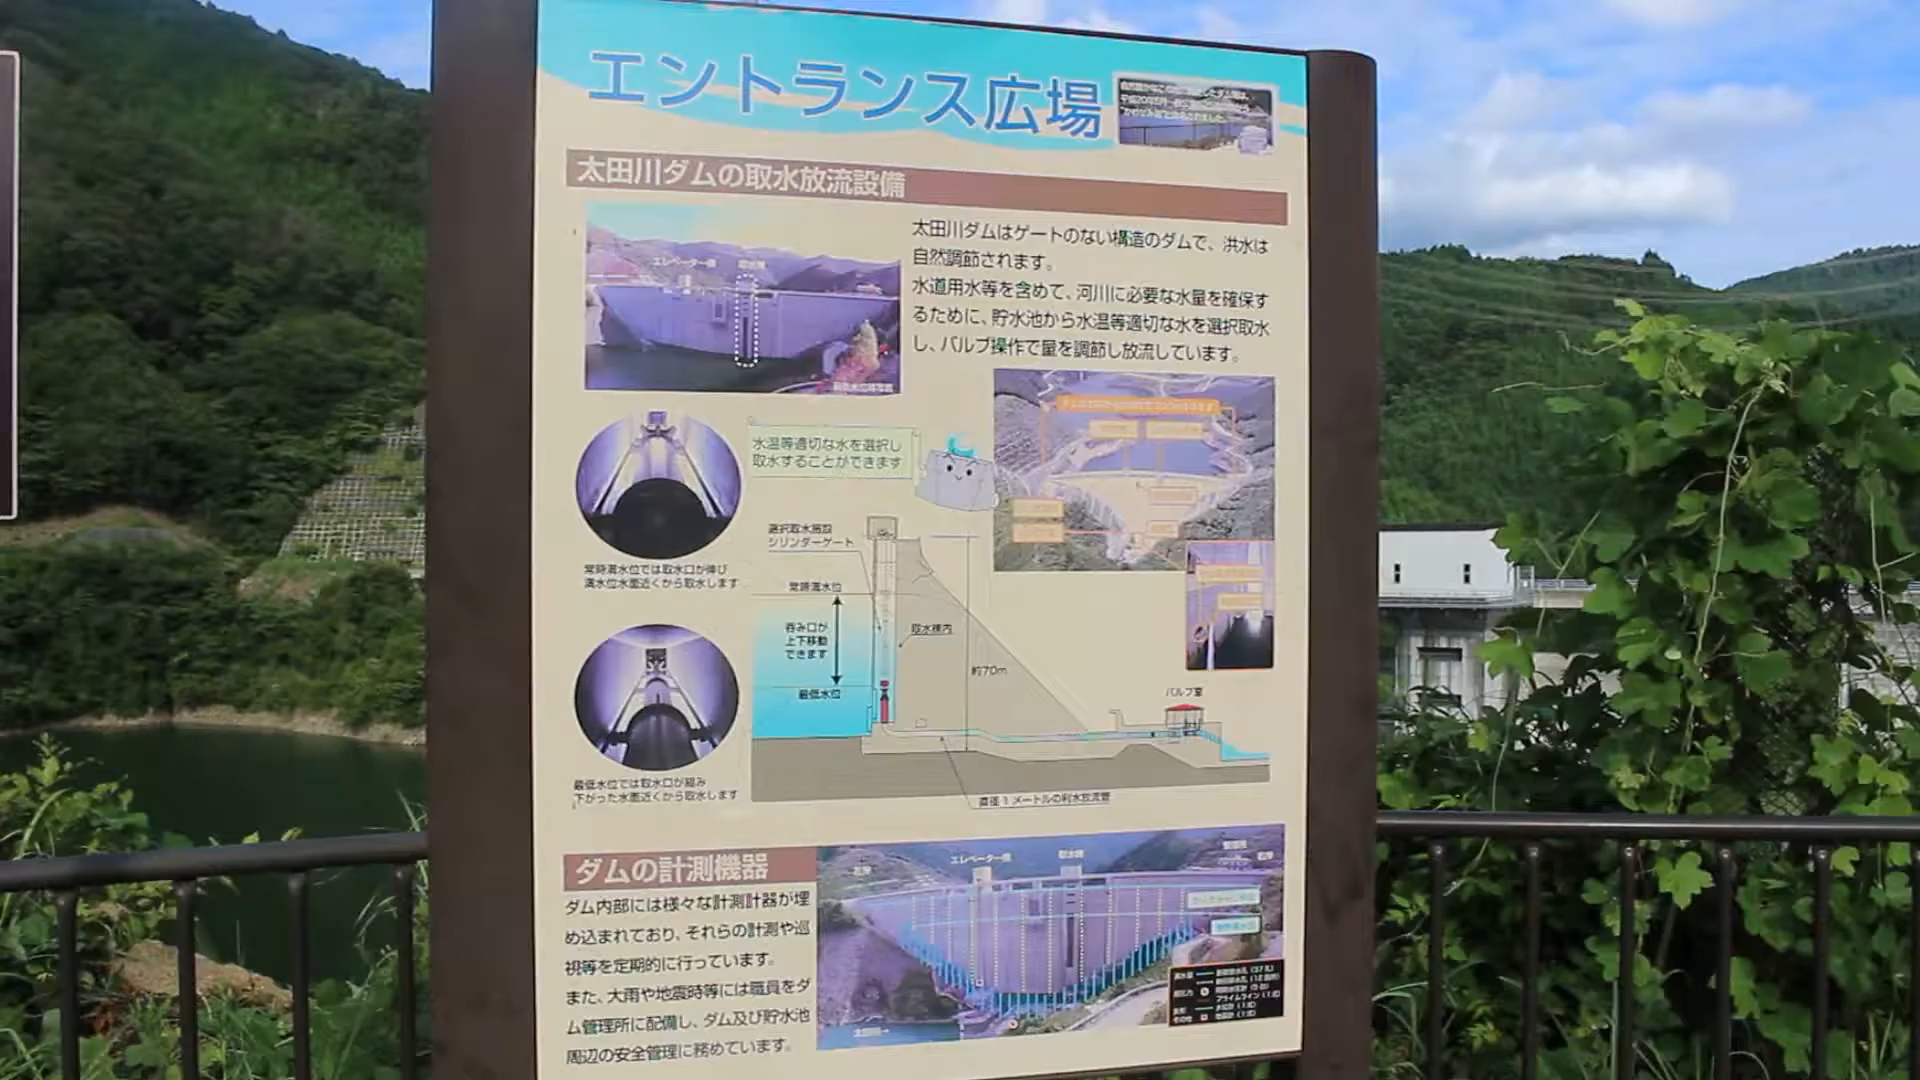 エントランス広場
太田川ダムの取水放流設備
太田川ダムはゲートのない構造のダムで、洪水は
自然調節されます。
水道用水等を含めて、河川に必要な水量を確保す
るために、貯水池から水温等適切な水を選択取水
し、バルブ操作で量を調節し放流しています。
エレベーター棟
取水棟
水温等適切な水を選択し
取水することができます
選択取水施設
シリンダーゲート
常時満水位では取水口が伸び
満水位水面近くから取水します
常時満水位
呑み口が
上下移動
できます
取水棟内
約70m
最低水位
バルブ室
最低水位では取水口が縮み
下がった水面近くから取水します
直径1メートルの利水放流管
ダムの計測機器
ダム内部には様々な計測計器が埋
め込まれており、それらの計測や巡
視等を定期的に行っています。
また、大雨や地震時等には職員をダ
ム管理所に配備し、ダム及び貯水池
周辺の安全管理に務めています。
エレベーター棟
取水棟